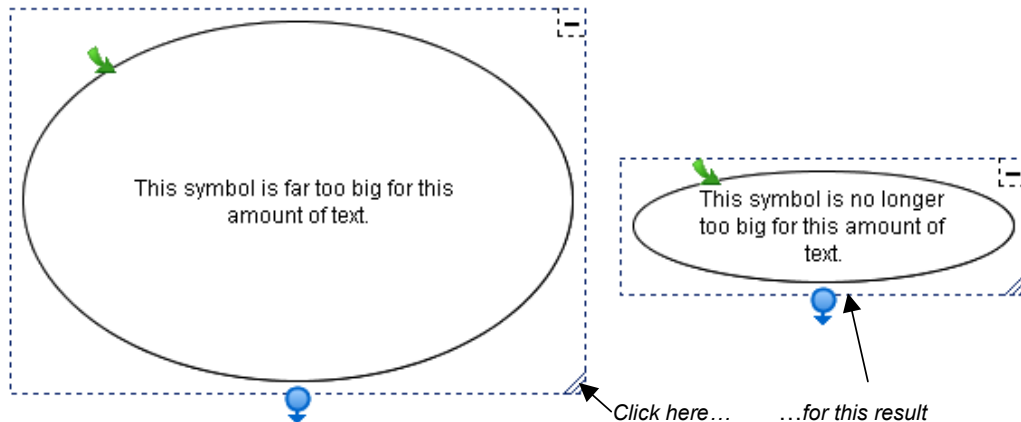 This symbol is far too big for this
amount of text.
This symbol is no longer
too big for this amount of
text.
Click here…
…for this result